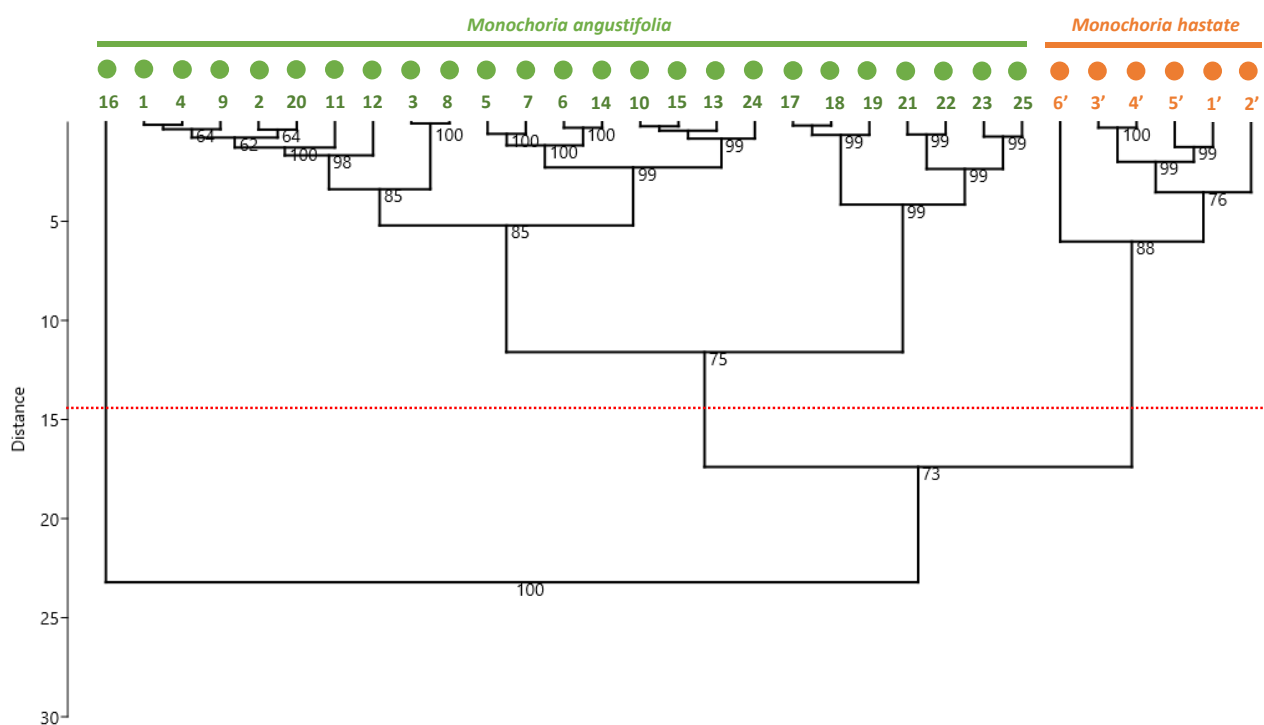 Monochoria angustifolia Monochoria hastate
16 1 4 9 2 20 11 12 3 8 5 7 6 14 10 15 13 24 17 18 19 21 22 23 25 6’ 3’ 4’ 5’ 1’ 2’
64 64 100 100 100 99 99 99 100
62 100 98 100 99 99 99
85 99 76
5 85 99 88
10
75
Distance
15
73
20
100
25
30